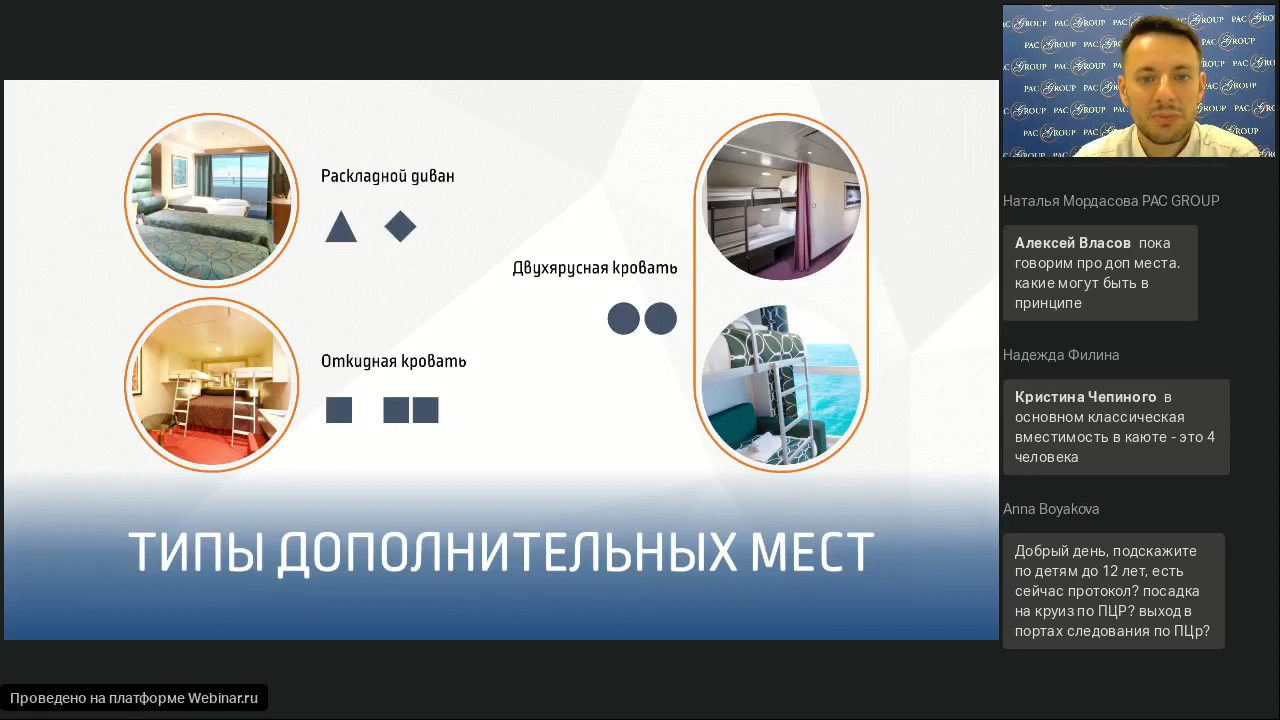 Раскладной диван
Двухярусная кровать
Откидная кровать
ТИПЫ ДОПОЛНИТЕЛЬНЫХ МЕСТ
PAC GROUP
Наталья Мордасова PAC GROUP
Алексей Власов пока
говорим про доп места.
какие могут быть в
принципе
Надежда Филина
Кристина Чепиного в
основном классическая
вместимость в каюте - это 4
человека
Anna Boyakova
Добрый день, подскажите
по детям до 12 лет, есть
сейчас протокол? посадка
на круиз по ПЦР? выход в
портах следования по ПЦр?
Проведено на платформе Webinar.ru